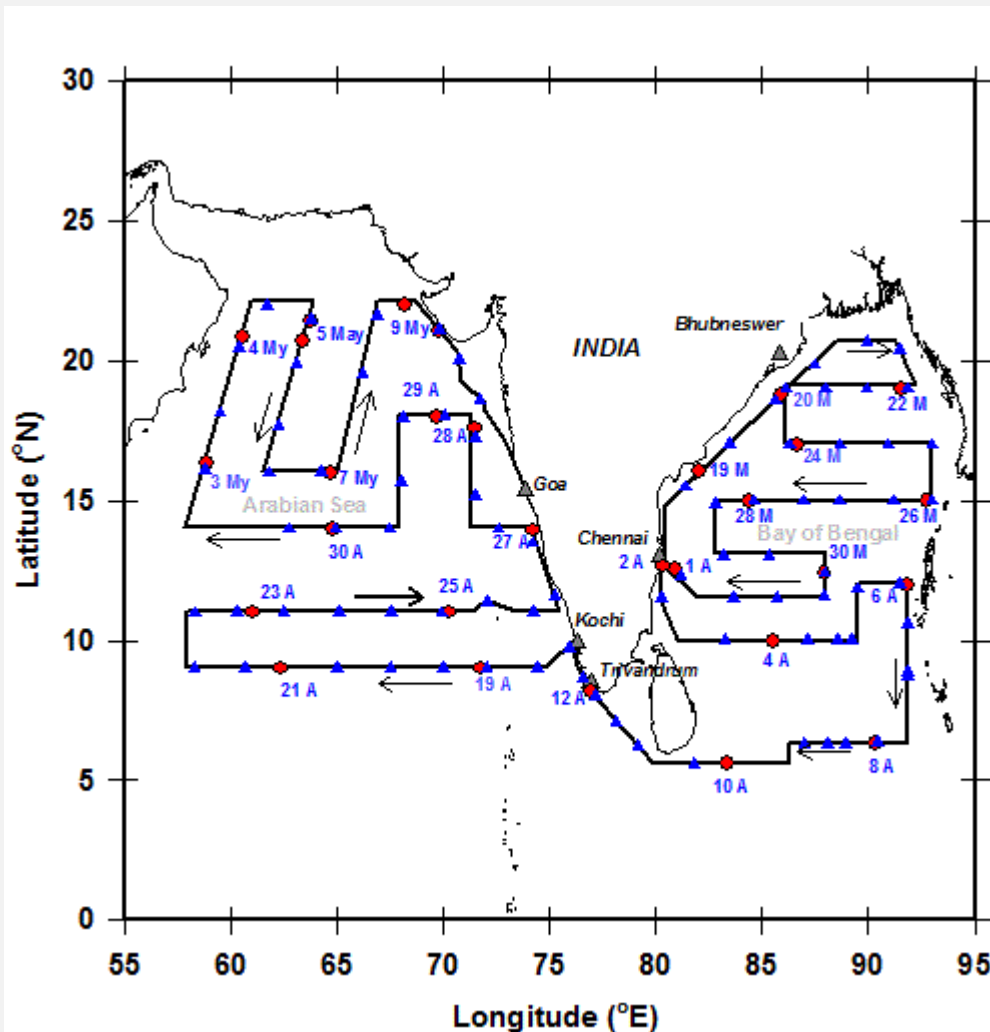 30
25
20
15
10
5
0
Latitude (°N)
55
60
65
70
75
80
85
90
95
Longitude (°E)
INDIA
Bhubneswer
Goa
Chennai
Kochi
Trivandrum
Arabian Sea
Bay of Bengal
4 My
5 May
9 My
3 My
7 My
29 A
28 A
27 A
30 A
23 A
25 A
21 A
19 A
12 A
20 M
22 M
19 M
24 M
28 M
26 M
30 M
2 A
1 A
6 A
4 A
8 A
10 A